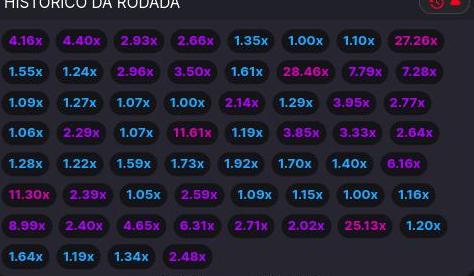 HISTÓRICO DA RODADA
4.16x 4.40x 2.93x 2.66x 1.35x 1.00x 1.10x 27.26x
1.55x 1.24x 2.96x 3.50x 1.61x 28.46x 7.79x 7.28x
1.09x 1.27x 1.07x 1.00x 2.14x 1.29x 3.95x 2.77x
1.06x 2.29x 1.07x 11.61x 1.19x 3.85x 3.33x 2.64x
1.28x 1.22x 1.59x 1.73x 1.92x 1.70x 1.40x 6.16x
11.30x 2.39x 1.05x 2.59x 1.09x 1.15x 1.00x 1.16x
8.99x 2.40x 4.65x 6.31x 2.71x 2.02x 25.13x 1.20x
1.64x 1.19x 1.34x 2.48x